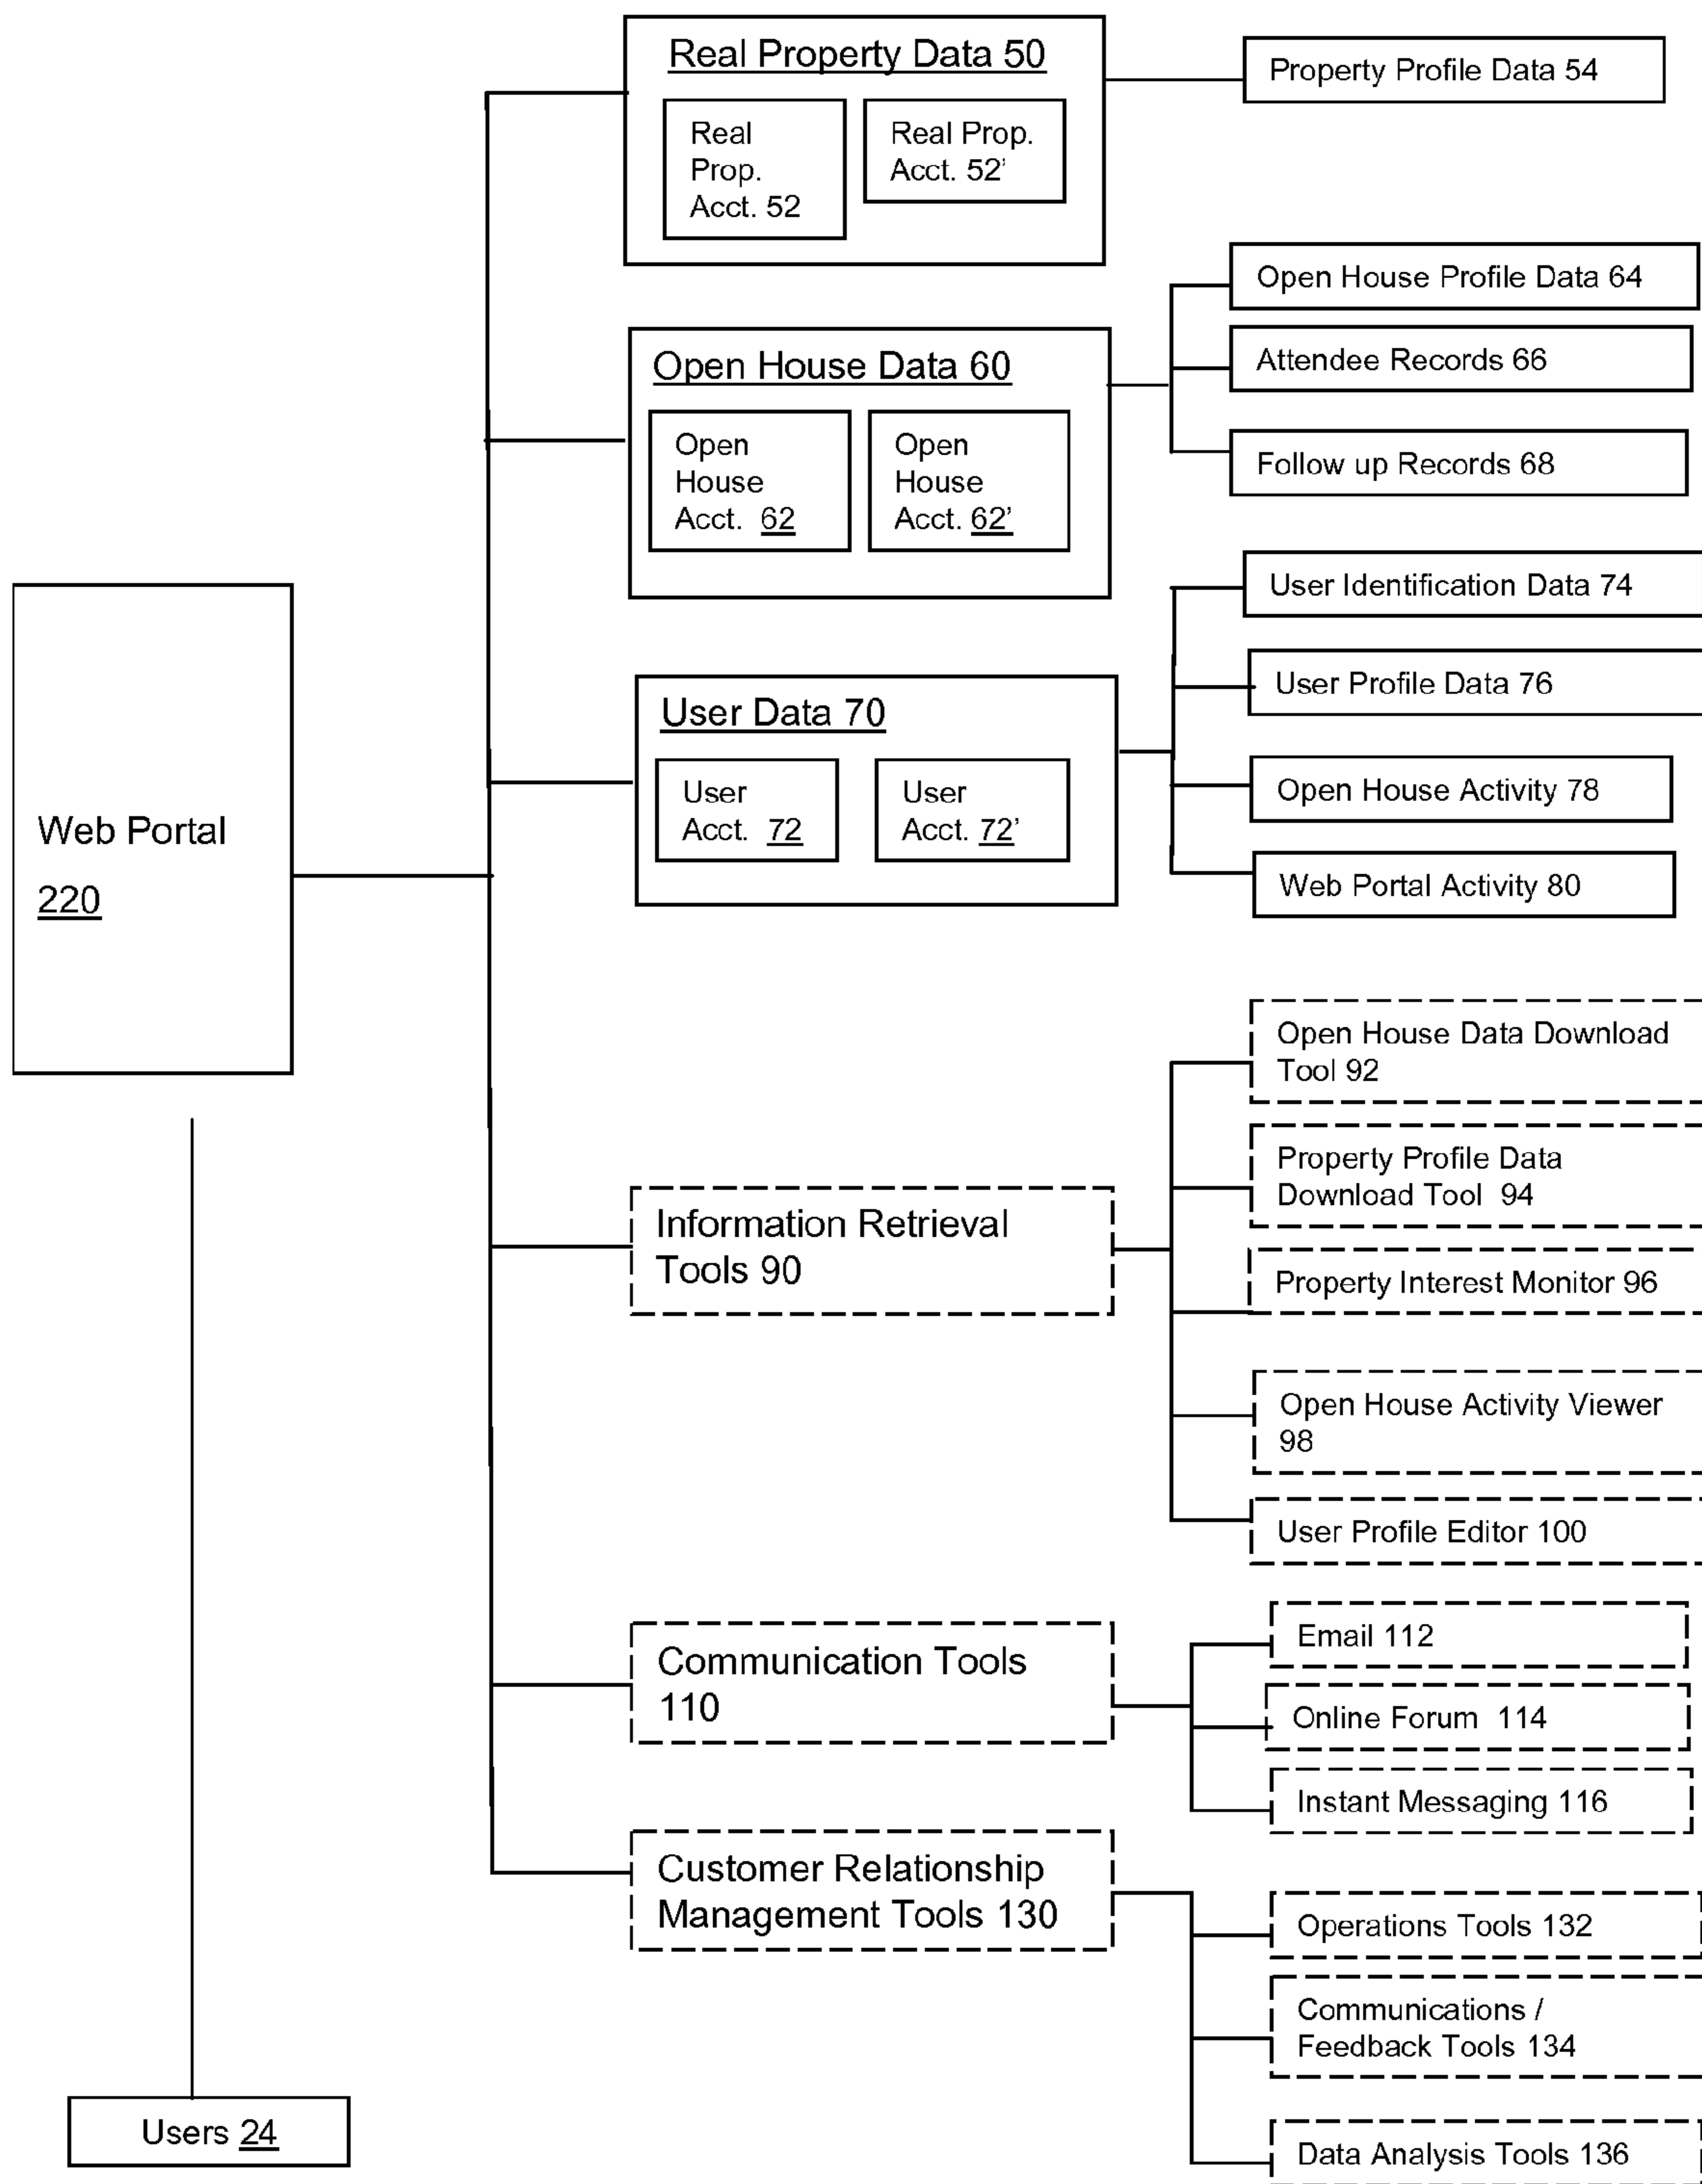 Real Property Data 50
Real
Prop.
Acct. 52
Real Prop.
Acct. 52’
Property Profile Data 54
Open House Data 60
Open
House
Acct. 62
Open
House
Acct. 62’
Open House Profile Data 64
Attendee Records 66
Follow up Records 68
User Data 70
User
Acct. 72
User
Acct. 72’
User Identification Data 74
User Profile Data 76
Open House Activity 78
Web Portal Activity 80
Web Portal
220
Information Retrieval
Tools 90
Open House Data Download
Tool 92
Property Profile Data
Download Tool 94
Property Interest Monitor 96
Open House Activity Viewer
98
User Profile Editor 100
Communication Tools
110
Email 112
Online Forum 114
Instant Messaging 116
Customer Relationship
Management Tools 130
Operations Tools 132
Communications /
Feedback Tools 134
Data Analysis Tools 136
Users 24